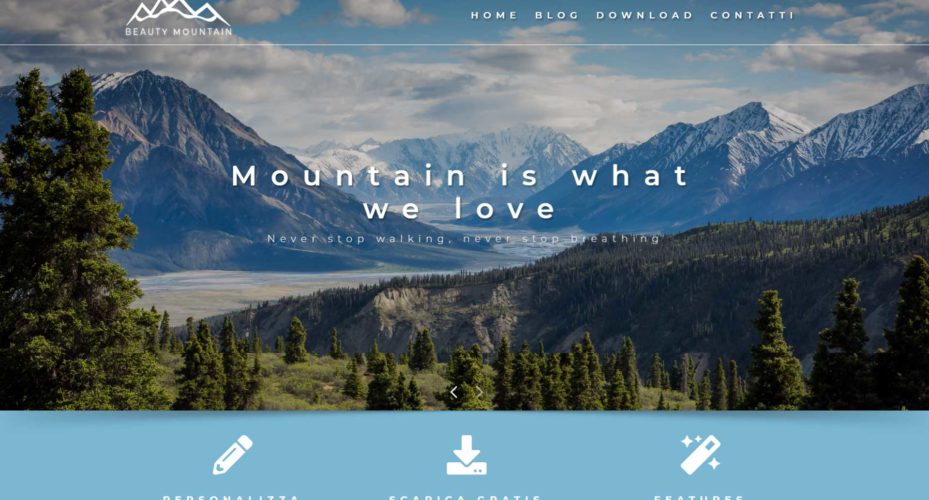 BEAUTY MOUNTAIN
HOME BLOG DOWNLOAD CONTATTI
Mountain is what
we love
Never stop walking, never stop breathing
PERSONALIZZA SCARICA GRATIS FEATURES